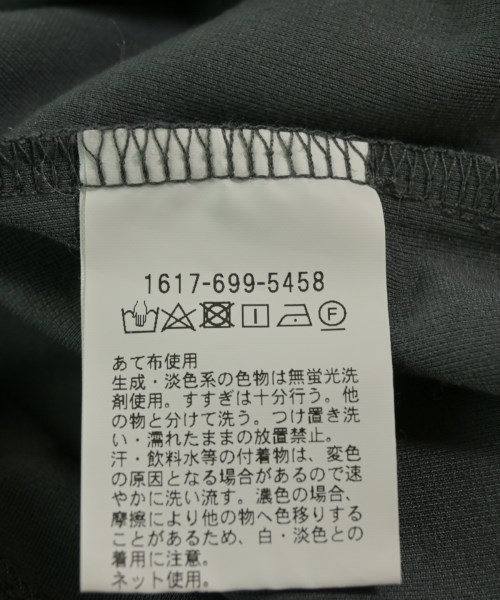 1617-699-5458
F
あて布使用
生成・淡色系の色物は無蛍光洗
剤使用。すすぎは十分行う。他
の物と分けて洗う。つけ置き洗
い・濡れたままの放置禁止。
汗・飲料水等の付着物は、変色
の原因となる場合があるので速
やかに洗い流す。濃色の場合、
摩擦により他の物へ色移りする
ことがあるため、白・淡色との
着用に注意。
ネット使用。